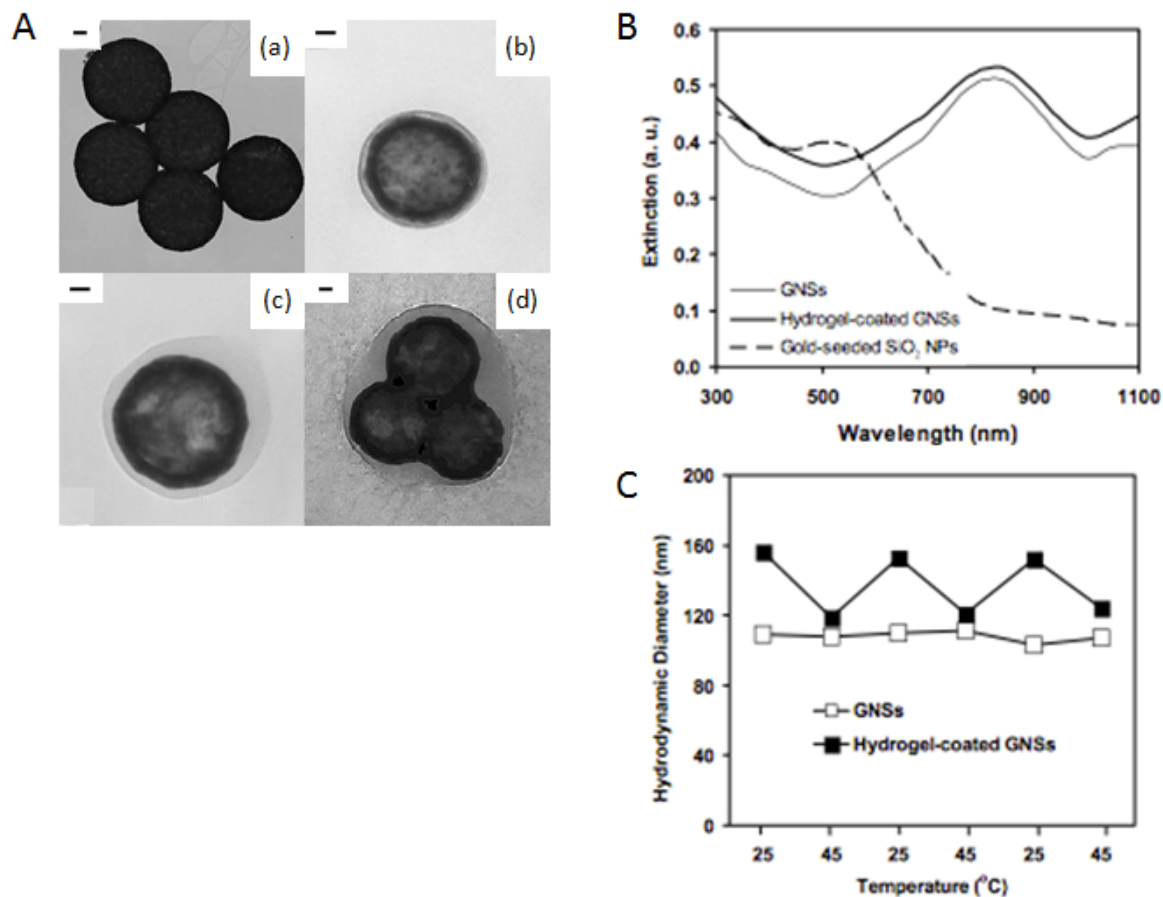 A
(a)
(b)
(c)
(d)
B
0.6
0.5
0.4
0.3
0.2
0.1
0.0
Extinction (a. u.)
GNSs
Hydrogel-coated GNSs
Gold-seeded SiO₂ NPs
300 500 700 900 1100
Wavelength (nm)
C
200
160
120
80
40
0
Hydrodynamic Diameter (nm)
GNSs
Hydrogel-coated GNSs
25 45 25 45 25 45
Temperature (°C)